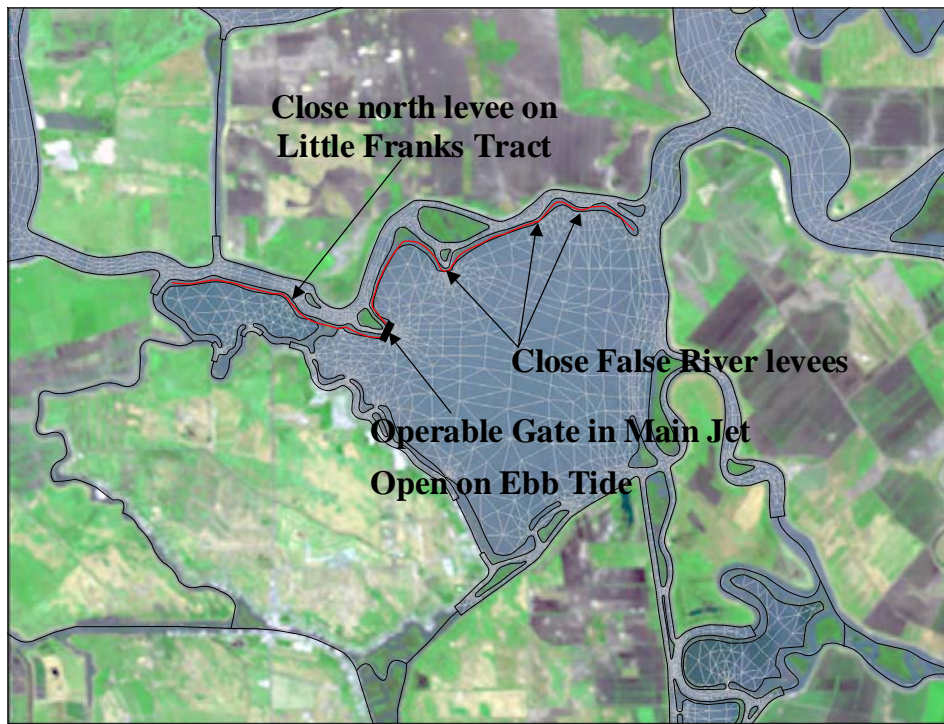 Close north levee on
Little Franks Tract
Close False River levees
Operable Gate in Main Jet
Open on Ebb Tide